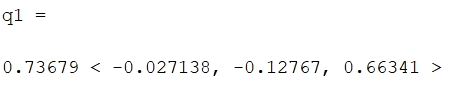 q1 =
0.73679 < -0.027138, -0.12767, 0.66341 >